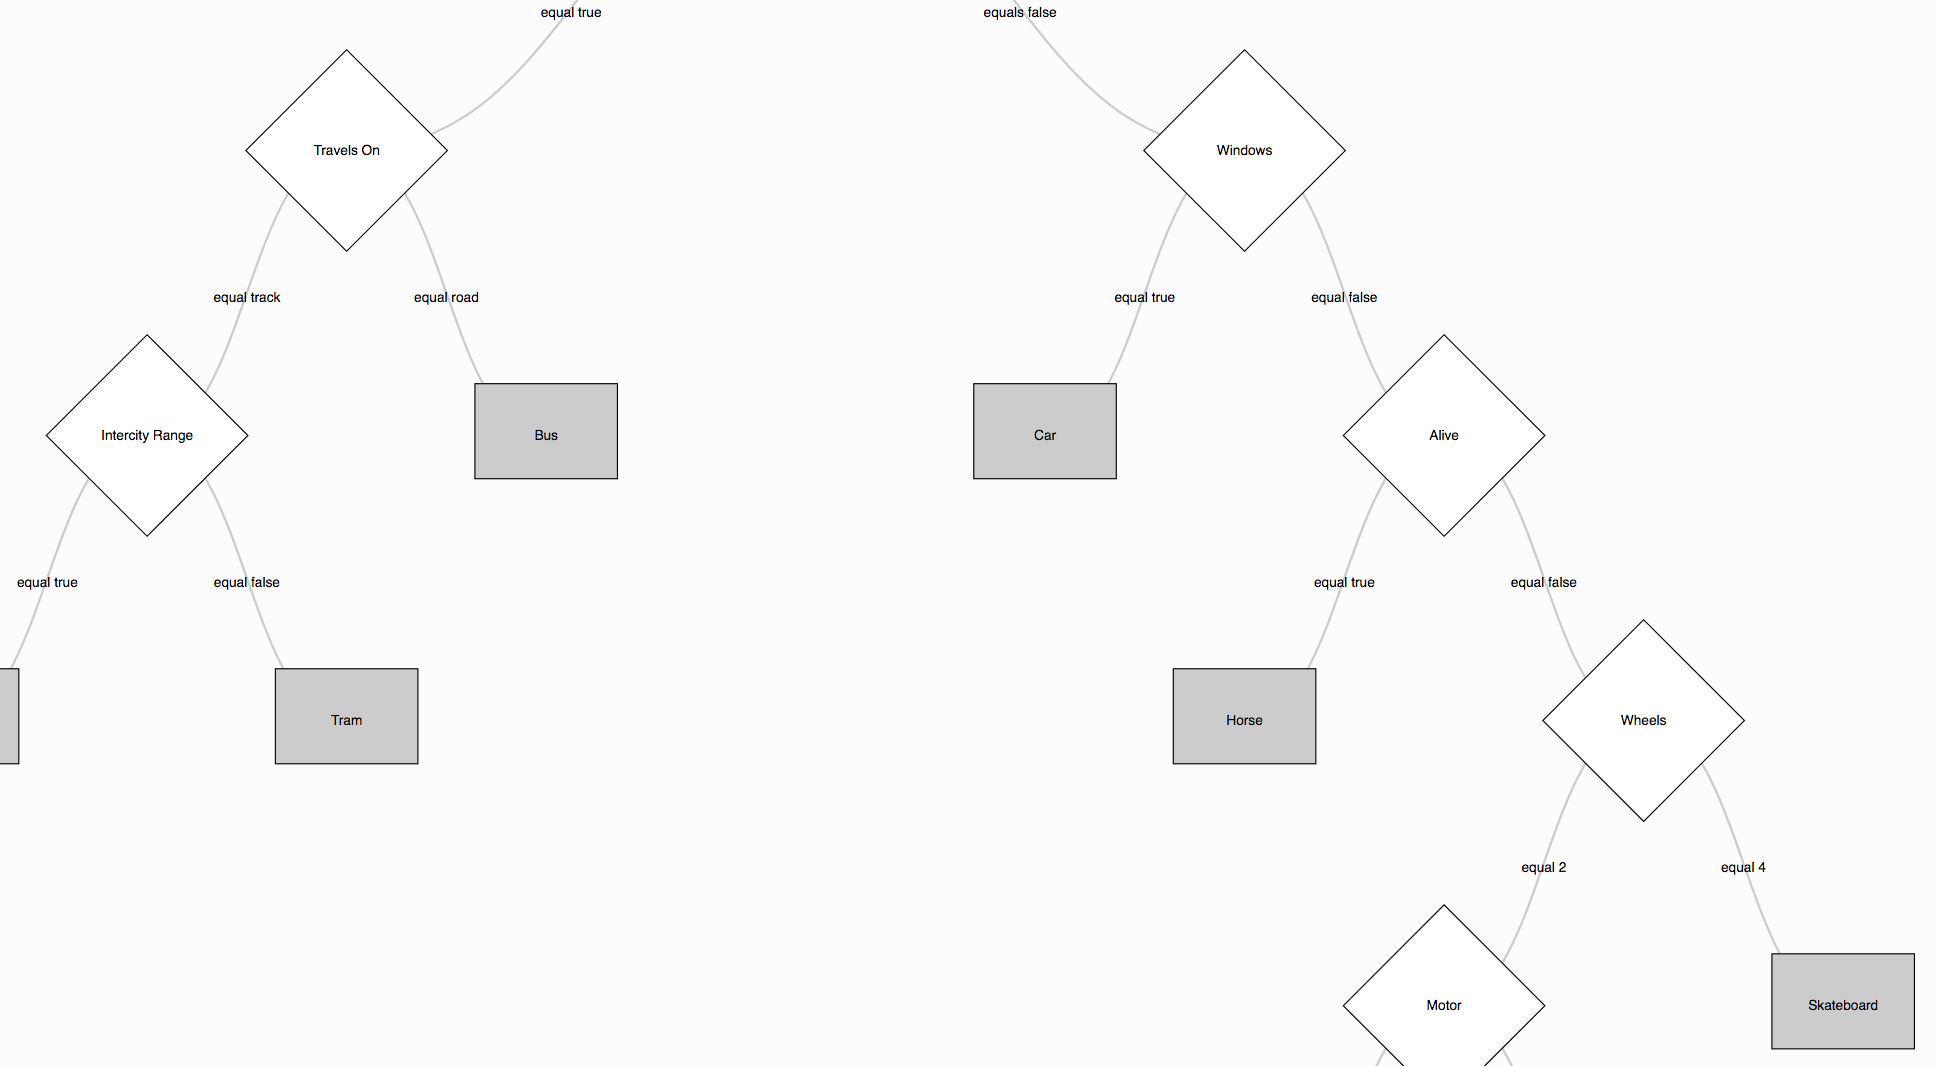 equal true
equals false
Travels On
Windows
equal track
equal road
equal true
equal false
Intercity Range
Bus
Car
Alive
equal true
equal false
equal true
equal false
Tram
Horse
Wheels
equal 2
equal 4
Motor
Skateboard